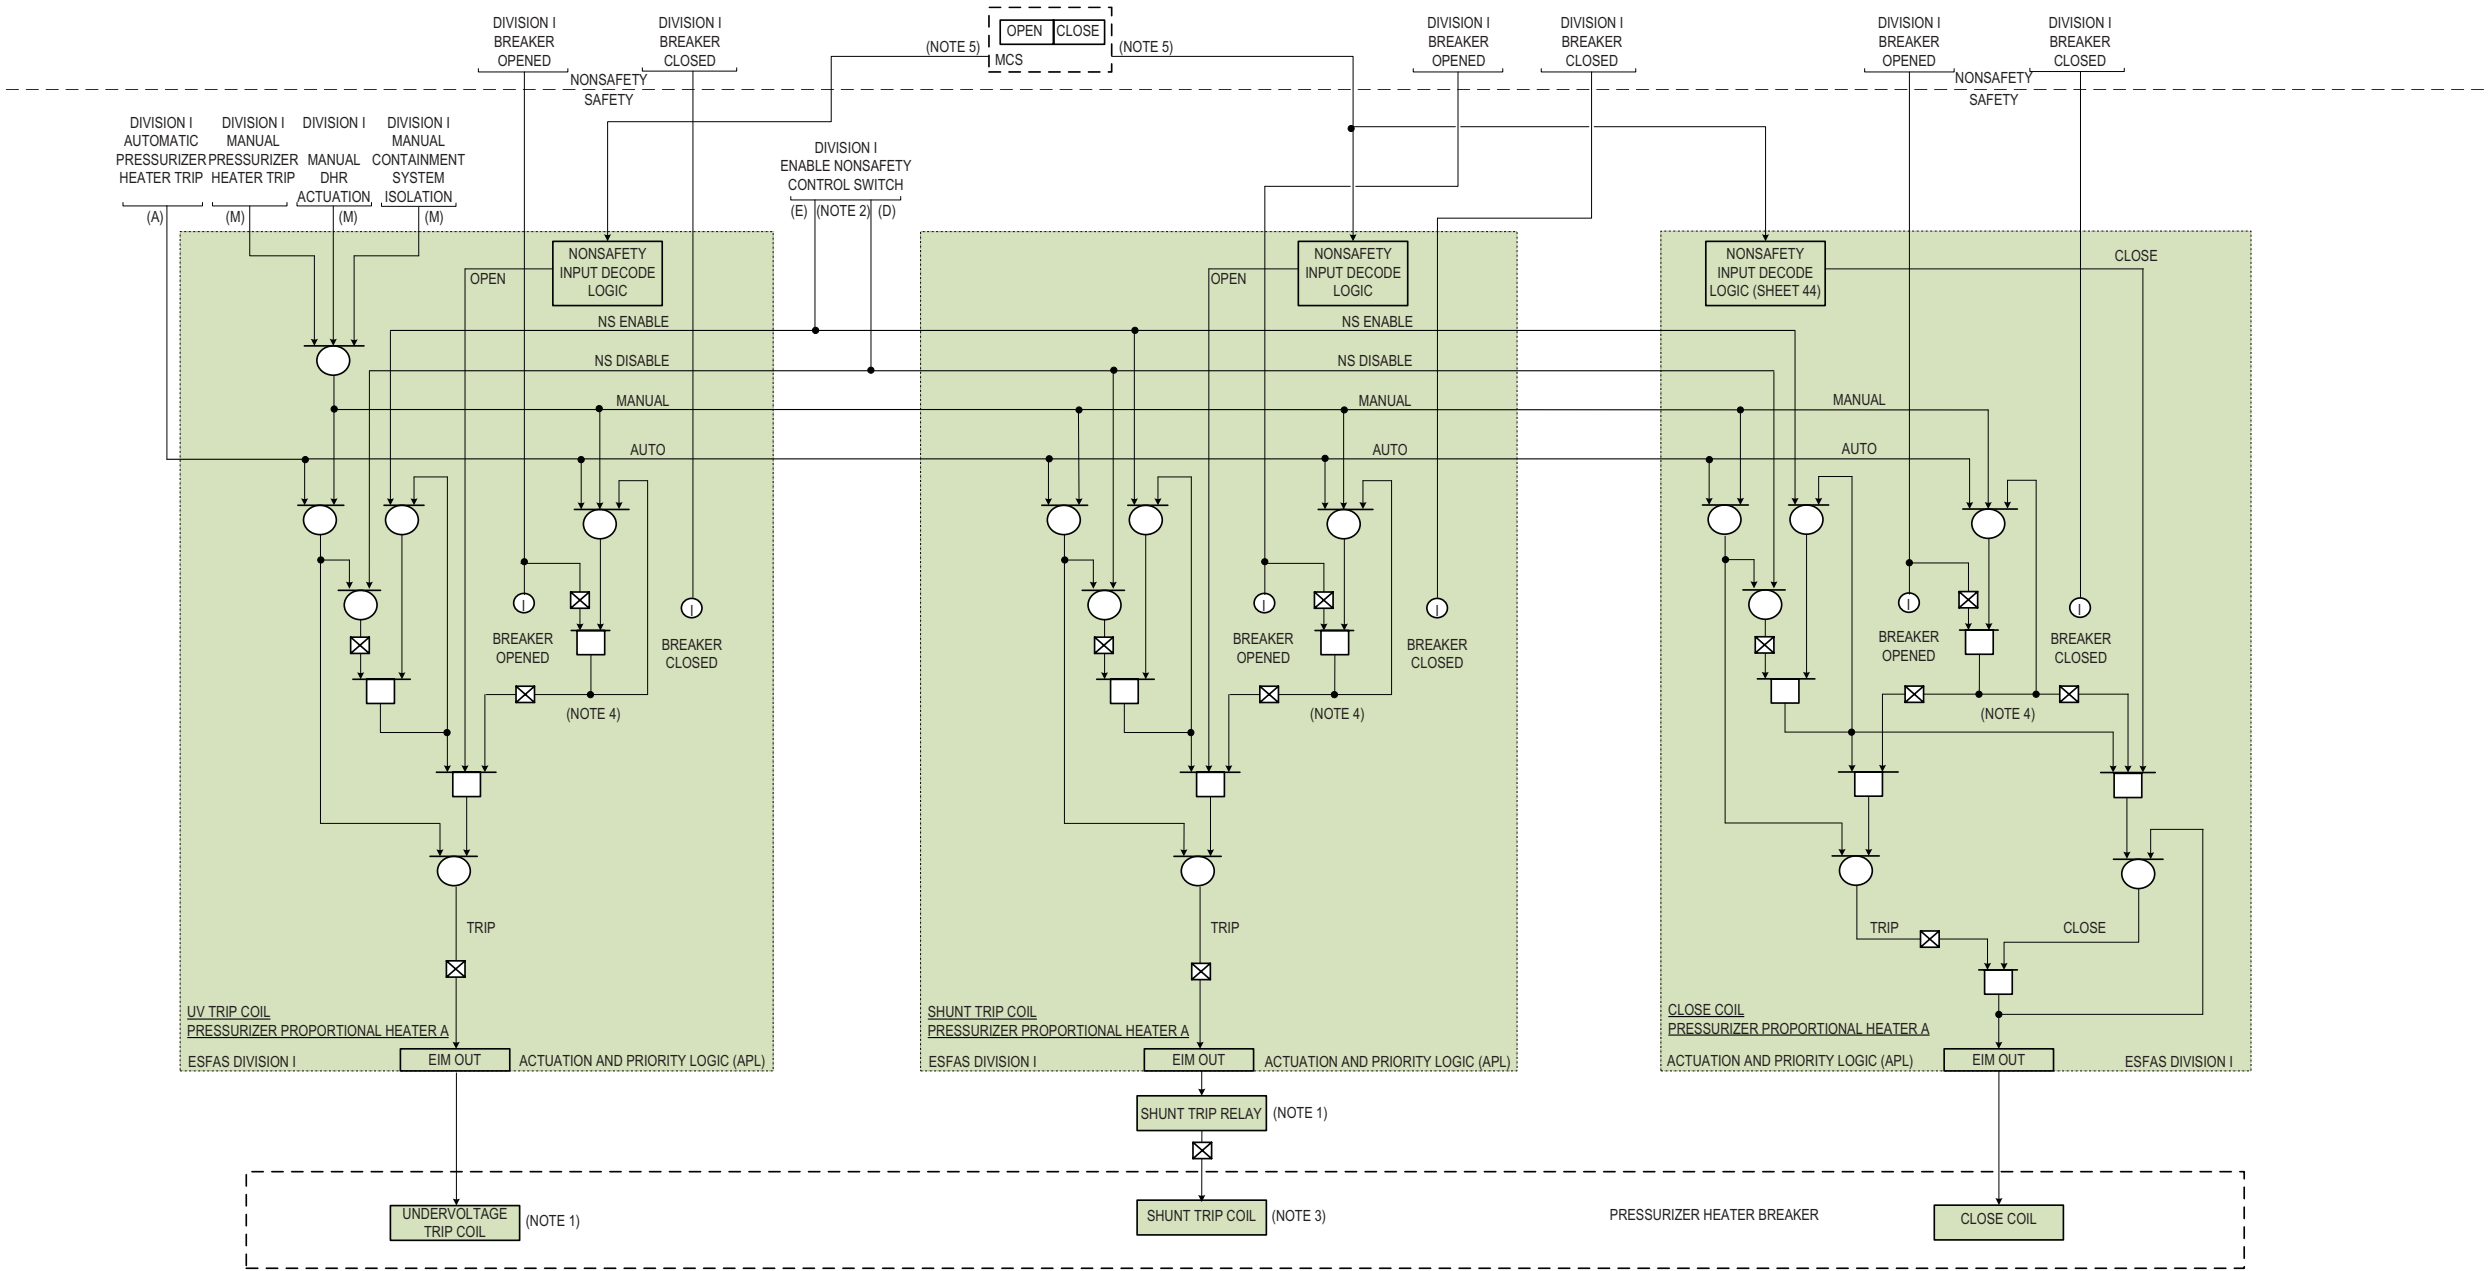 DIVISION I
BREAKER
OPENED
DIVISION I
BREAKER
CLOSED
(NOTE 5)
OPEN
CLOSE
MCS
(NOTE 5)
DIVISION I
BREAKER
OPENED
DIVISION I
BREAKER
CLOSED
DIVISION I
BREAKER
OPENED
DIVISION I
BREAKER
CLOSED
NONSAFETY
SAFETY
NONSAFETY
SAFETY
DIVISION I
AUTOMATIC
PRESSURIZER
HEATER TRIP
(A)
DIVISION I
MANUAL
PRESSURIZER
HEATER TRIP
(M)
DIVISION I
MANUAL
DHR
ACTUATION
(M)
DIVISION I
MANUAL
CONTAINMENT
SYSTEM
ISOLATION
(M)
DIVISION I
ENABLE NONSAFETY
CONTROL SWITCH
(E) (NOTE 2) (D)
NONSAFETY
INPUT DECODE
LOGIC
OPEN
NS ENABLE
NS DISABLE
MANUAL
AUTO
I
BREAKER
OPENED
I
BREAKER
CLOSED
(NOTE 4)
TRIP
UV TRIP COIL
PRESSURIZER PROPORTIONAL HEATER A
ESFAS DIVISION I
EIM OUT
ACTUATION AND PRIORITY LOGIC (APL)
NONSAFETY
INPUT DECODE
LOGIC
OPEN
NS ENABLE
NS DISABLE
MANUAL
AUTO
I
BREAKER
OPENED
I
BREAKER
CLOSED
(NOTE 4)
TRIP
SHUNT TRIP COIL
PRESSURIZER PROPORTIONAL HEATER A
ESFAS DIVISION I
EIM OUT
ACTUATION AND PRIORITY LOGIC (APL)
NONSAFETY
INPUT DECODE
LOGIC (SHEET 44)
CLOSE
MANUAL
AUTO
I
BREAKER
OPENED
I
BREAKER
CLOSED
(NOTE 4)
TRIP
CLOSE
CLOSE COIL
PRESSURIZER PROPORTIONAL HEATER A
ACTUATION AND PRIORITY LOGIC (APL)
EIM OUT
ESFAS DIVISION I
SHUNT TRIP RELAY
(NOTE 1)
UNDERVOLTAGE
TRIP COIL
(NOTE 1)
SHUNT TRIP COIL
(NOTE 3)
PRESSURIZER HEATER BREAKER
CLOSE COIL